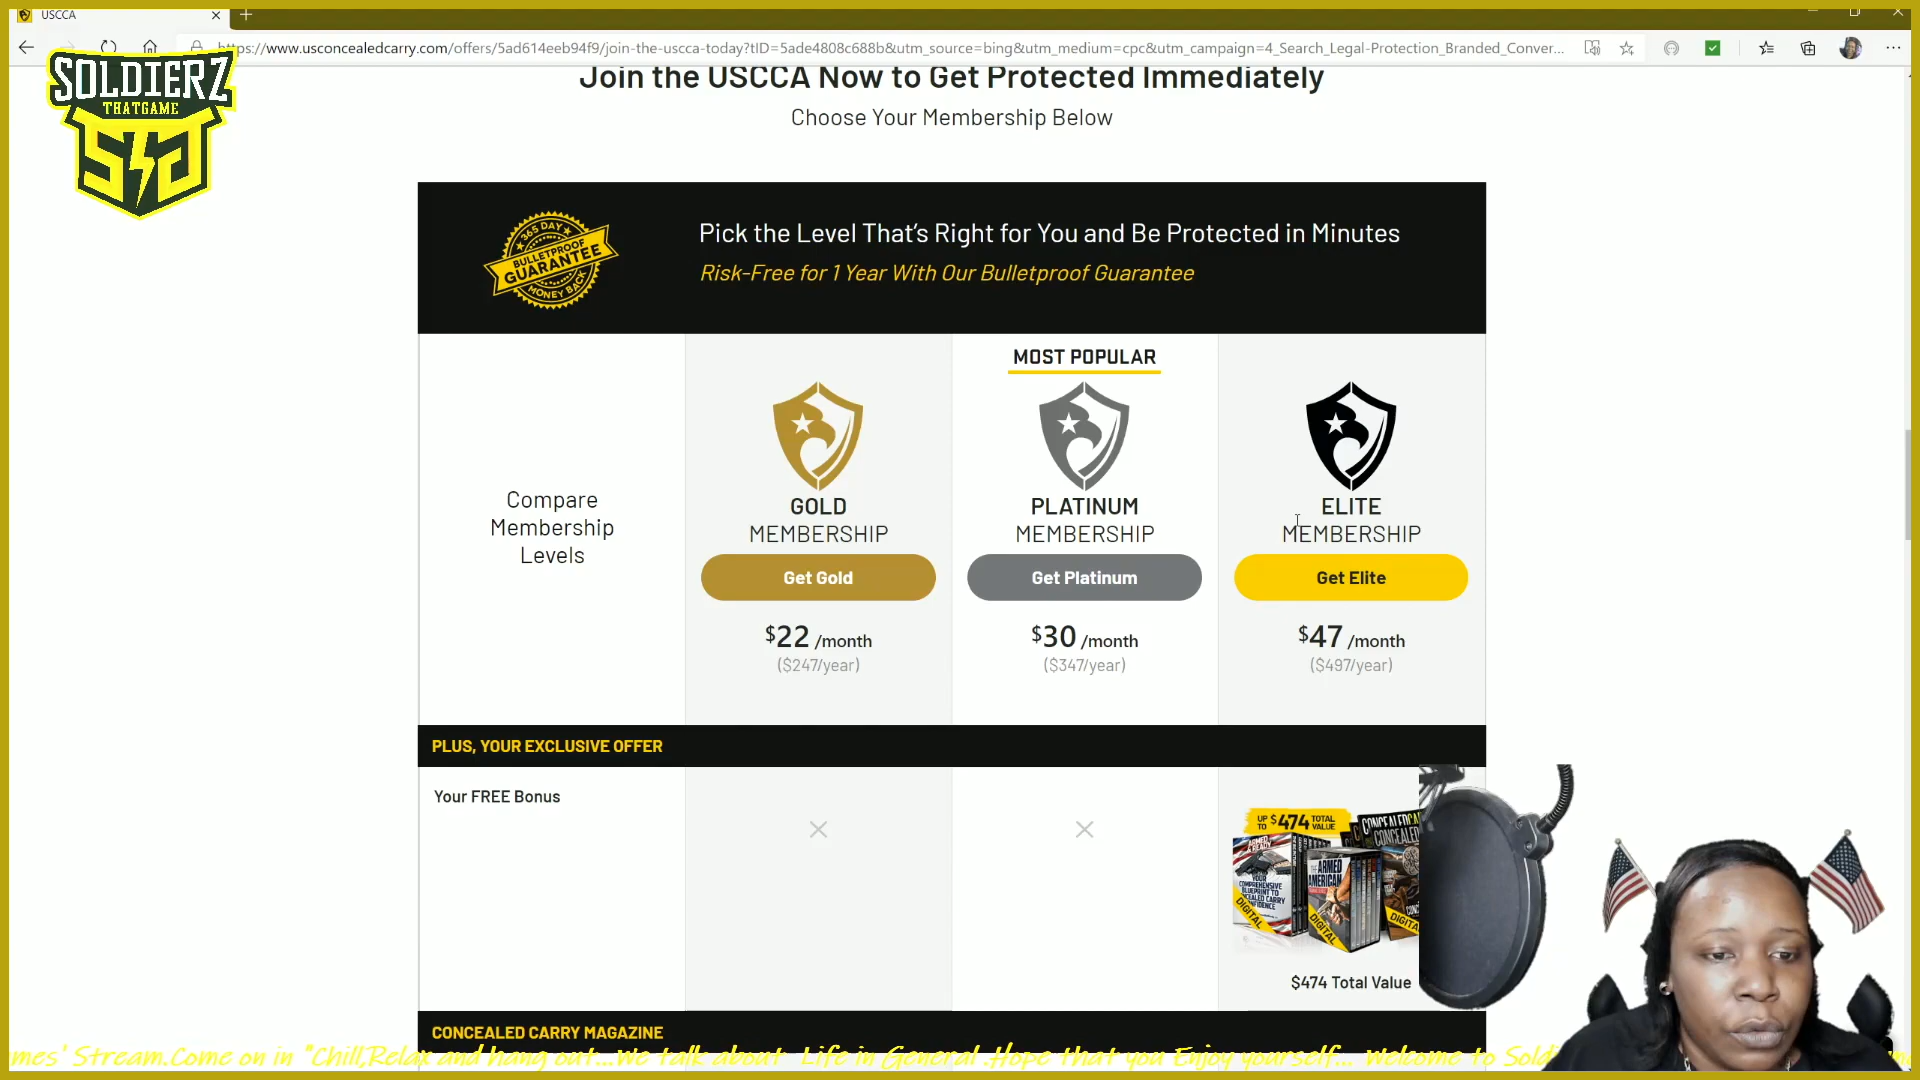 USCCA
https://www.usconcealedcarry.com/offers/5ad614eeb94f9/join-the-uscca-today?tID=5ade4808c688b&utm_source=bing&utm_medium=cpc&utm_campaign=4_Search_Legal-Protection_Branded_Conver...
SOLDIERZ
THATGAME
Join the USCCA Now to Get Protected Immediately
Choose Your Membership Below
365 DAY
BULLETPROOF
GUARANTEE
MONEY BACK
Pick the Level That's Right for You and Be Protected in Minutes
Risk-Free for 1 Year With Our Bulletproof Guarantee
Compare
Membership
Levels
GOLD
MEMBERSHIP
Get Gold
$22 /month
($247/year)
MOST POPULAR
PLATINUM
MEMBERSHIP
Get Platinum
$30 /month
($347/year)
ELITE
MEMBERSHIP
Get Elite
$47 /month
($497/year)
PLUS, YOUR EXCLUSIVE OFFER
Your FREE Bonus
UP TO $474 TOTAL VALUE
THE ARMED AMERICAN
DIGITAL
DIGITAL
$474 Total Value
CONCEALED CARRY MAGAZINE
mes' Stream.Come on in "Chill,Relax and hang out...We talk about Life in General .Hope that you Enjoy yourself... Welcome to Sold